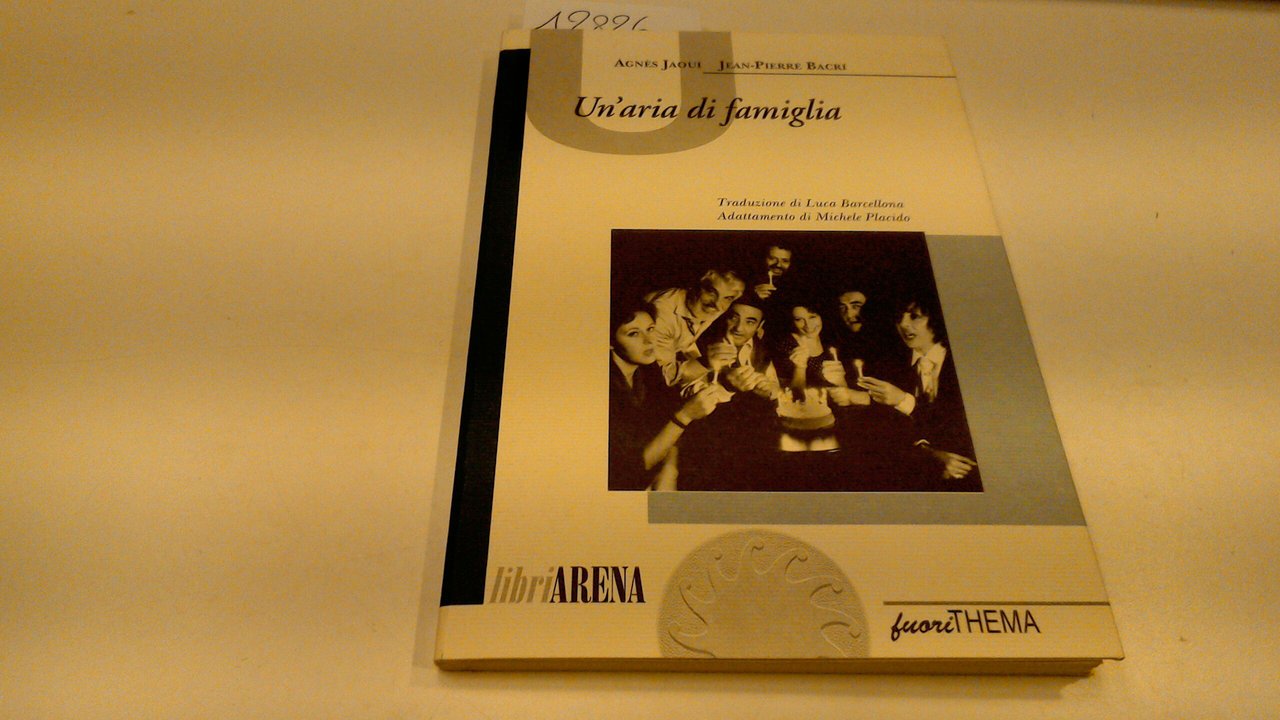 Agnès Jaoui Jean-Pierre Bacri
Un'aria di famiglia
Traduzione di Luca Barcellona
Adattamento di Michele Placido
libriARENA
fuoriTHEMA